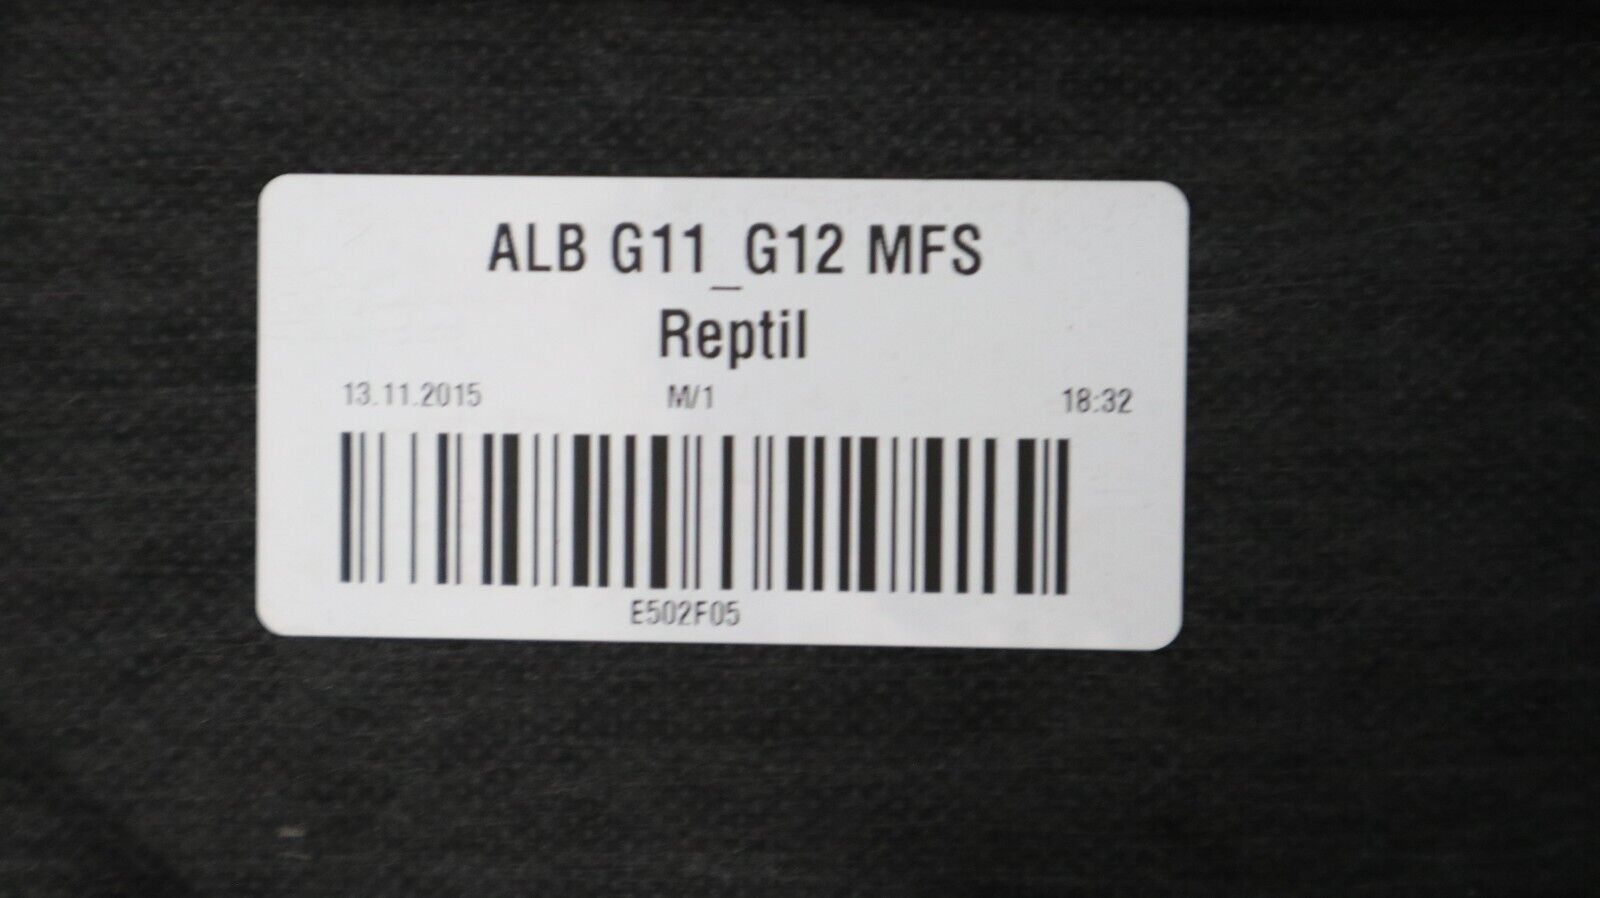 ALB G11_G12 MFS
Reptil
13.11.2015 M/1 18:32
E502F05